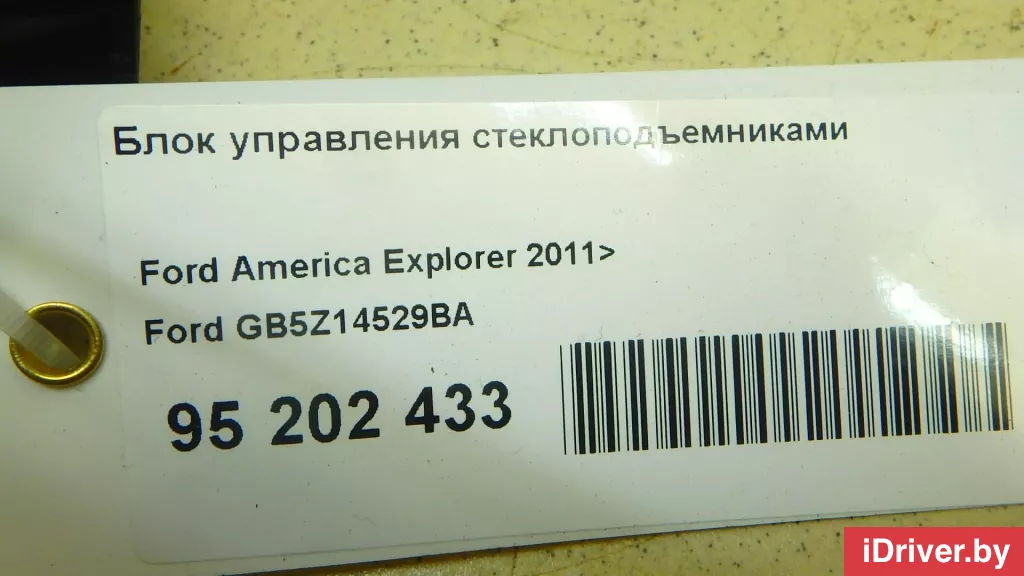 Блок управления стеклоподъемниками
Ford America Explorer 2011>
Ford GB5Z14529BA
95 202 433
iDriver.by